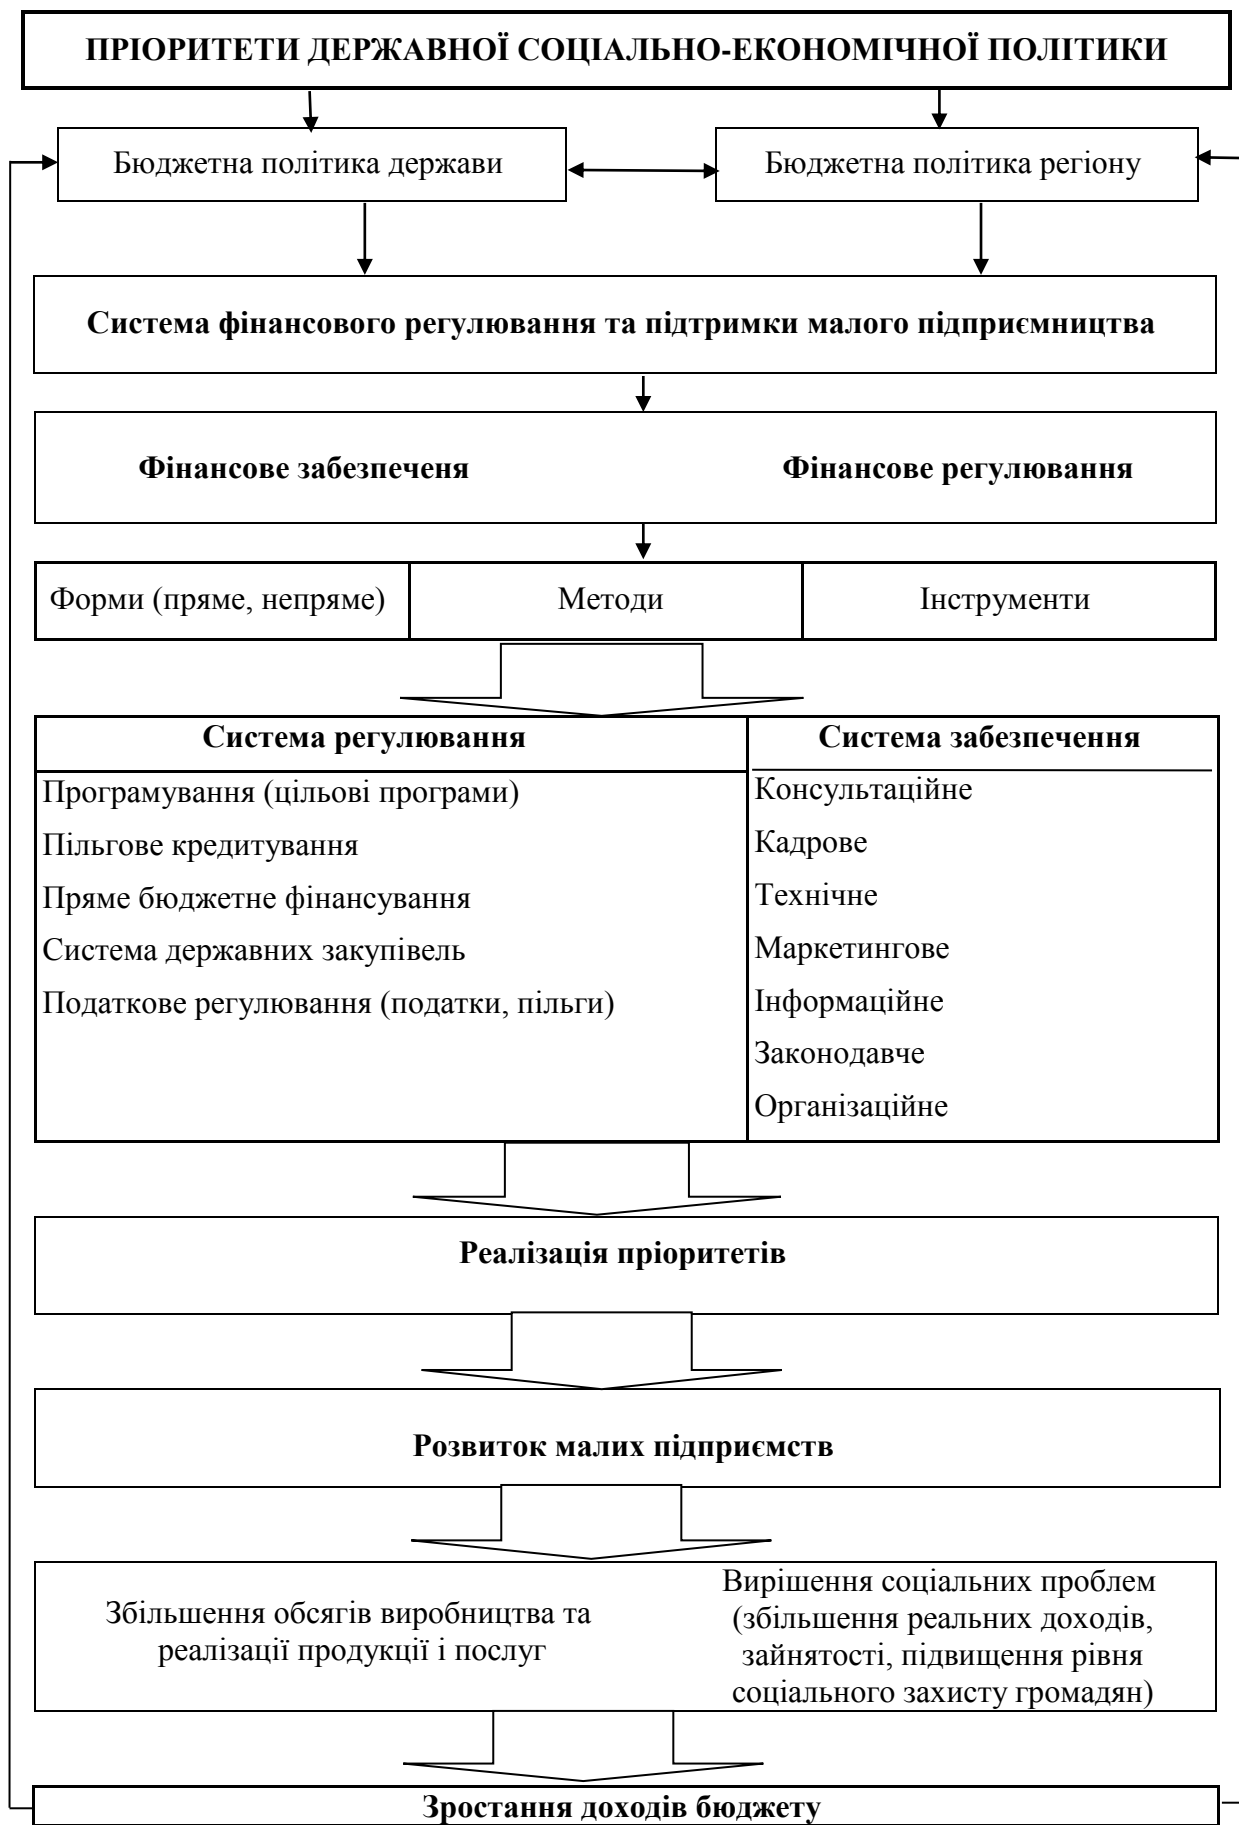 ПРІОРИТЕТИ ДЕРЖАВНОЇ СОЦІАЛЬНО-ЕКОНОМІЧНОЇ ПОЛІТИКИ
Бюджетна політика держави
Бюджетна політика регіону
Система фінансового регулювання та підтримки малого підприємництва
Фінансове забезпеченя
Фінансове регулювання
Форми (пряме, непряме)
Методи
Інструменти
Система регулювання
Програмування (цільові програми)
Пільгове кредитування
Пряме бюджетне фінансування
Система державних закупівель
Податкове регулювання (податки, пільги)
Система забезпечення
Консультаційне
Кадрове
Технічне
Маркетингове
Інформаційне
Законодавче
Організаційне
Реалізація пріоритетів
Розвиток малих підприємств
Збільшення обсягів виробництва та
реалізації продукції і послуг
Вирішення соціальних проблем
(збільшення реальних доходів,
зайнятості, підвищення рівня
соціального захисту громадян)
Зростання доходів бюджету